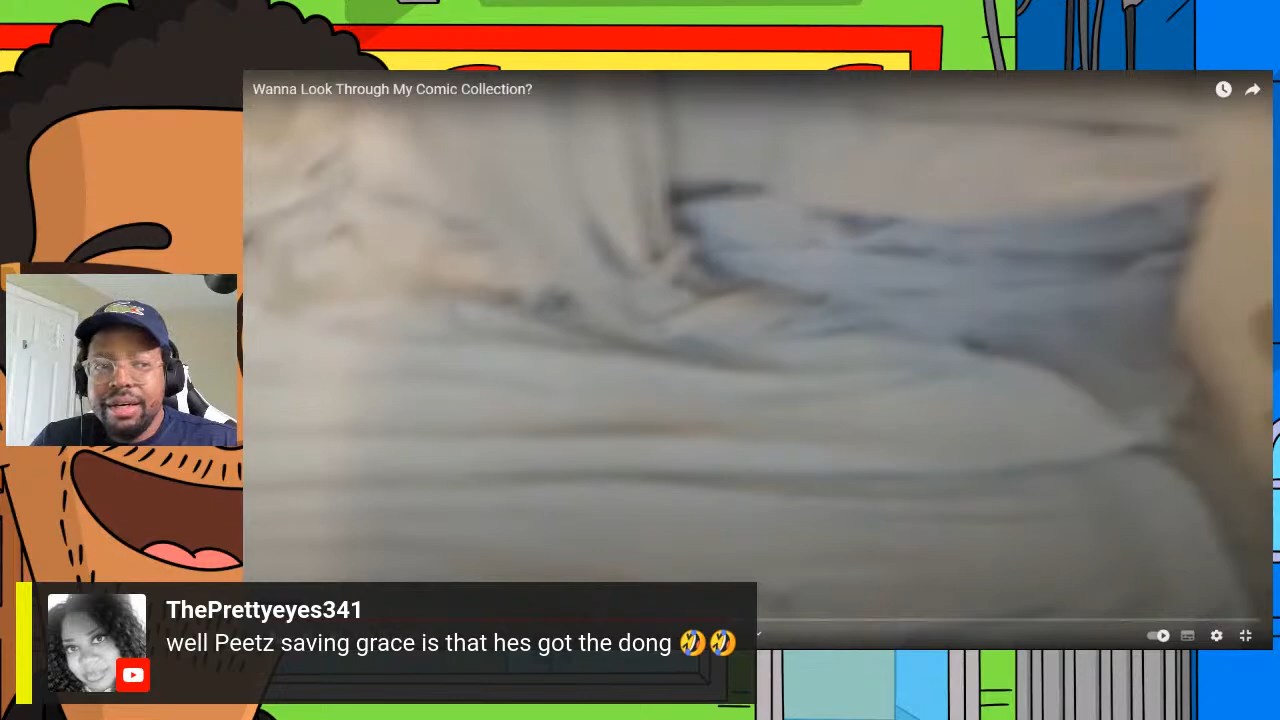 Wanna Look Through My Comic Collection?
ThePrettyeyes341
well Peetz saving grace is that hes got the dong 🤣🤣